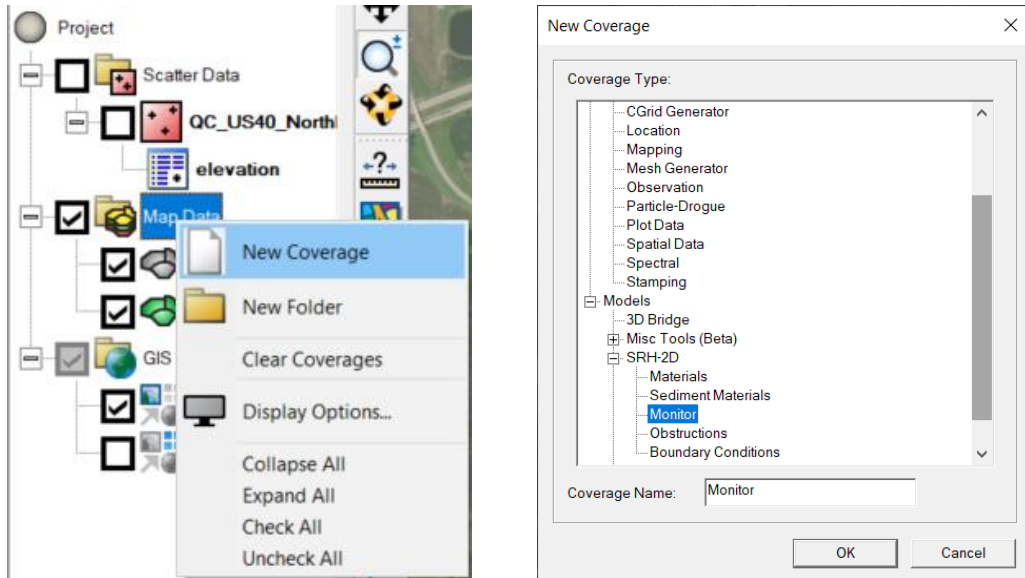 Project
Scatter Data
QC_US40_North
elevation
Map Data
New Coverage
New Folder
GIS
Clear Coverages
Display Options...
Collapse All
Expand All
Check All
Uncheck All
New Coverage
Coverage Type:
CGrid Generator
Location
Mapping
Mesh Generator
Observation
Particle-Drogue
Plot Data
Spatial Data
Spectral
Stamping
Models
3D Bridge
Misc Tools (Beta)
SRH-2D
Materials
Sediment Materials
Monitor
Obstructions
Boundary Conditions
Coverage Name:
Monitor
OK
Cancel